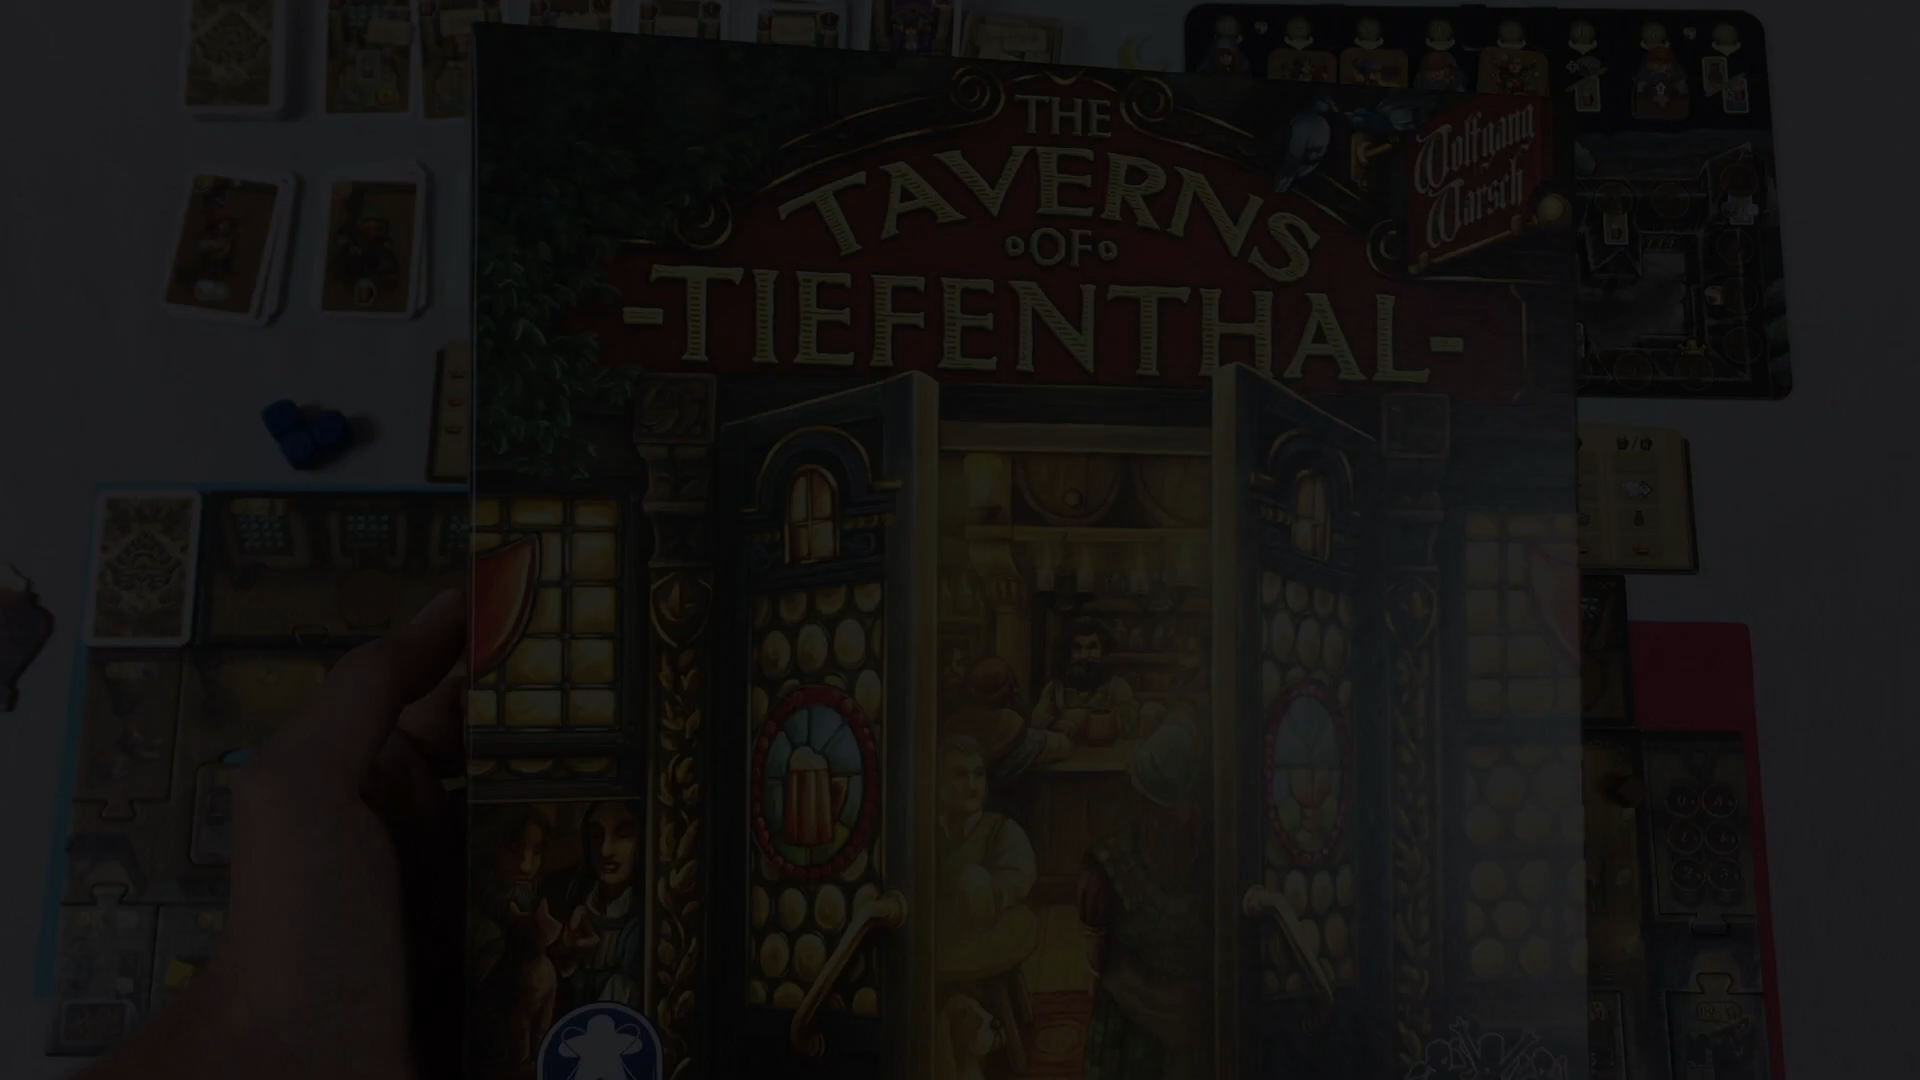 THE
TAVERNS
OF
-TIEFENTHAL-
Wolfgang
Warsch